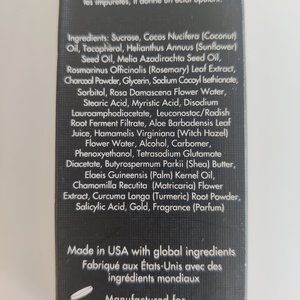 les impuretés, il donne un éclat
Ingredients: Sucrose, Cocos Nucifera (Coconut)
Oil, Tocopherol, Helianthus Annuus (Sunflower)
Seed Oil, Melia Azadirachta Seed Oil,
Rosmarinus Officinalis (Rosemary) Leaf Extract,
Charcoal Powder, Glycerin, Sodium Cocoyl Isethionate,
Sorbitol, Rosa Damascena Flower Water,
Stearic Acid, Myristic Acid, Disodium
Lauroamphodiacetate, Leuconostoc/Radish
Root Ferment Filtrate, Aloe Barbadensis Leaf
Juice, Hamamelis Virginiana (Witch Hazel)
Flower Water, Alcohol, Carbomer,
Phenoxyethanol, Tetrasodium Glutamate
Diacetate, Butyrospermum Parkii (Shea) Butter,
Elaeis Guineensis (Palm) Kernel Oil,
Chamomilla Recutita (Matricaria) Flower
Extract, Curcuma Longa (Turmeric) Root Powder,
Salicylic Acid, Gold, Fragrance (Parfum)
Made in USA with global ingredients
Fabriqué aux États-Unis avec des
ingrédients mondiaux
Manufactured for